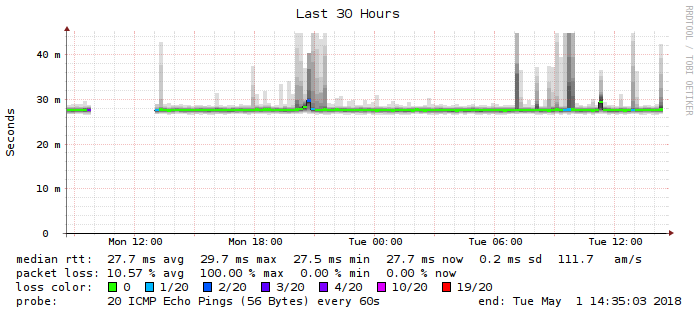 Last 30 Hours
RRDTOOL / TOBI OETIKER
Seconds
40 m
30 m
20 m
10 m
0
Mon 12:00 Mon 18:00 Tue 00:00 Tue 06:00 Tue 12:00
median rtt: 27.7 ms avg 29.7 ms max 27.5 ms min 27.7 ms now 0.2 ms sd 111.7 am/s
packet loss: 10.57 % avg 100.00 % max 0.00 % min 0.00 % now
loss color: 0 1/20 2/20 3/20 4/20 10/20 19/20
probe: 20 ICMP Echo Pings (56 Bytes) every 60s end: Tue May 1 14:35:03 2018